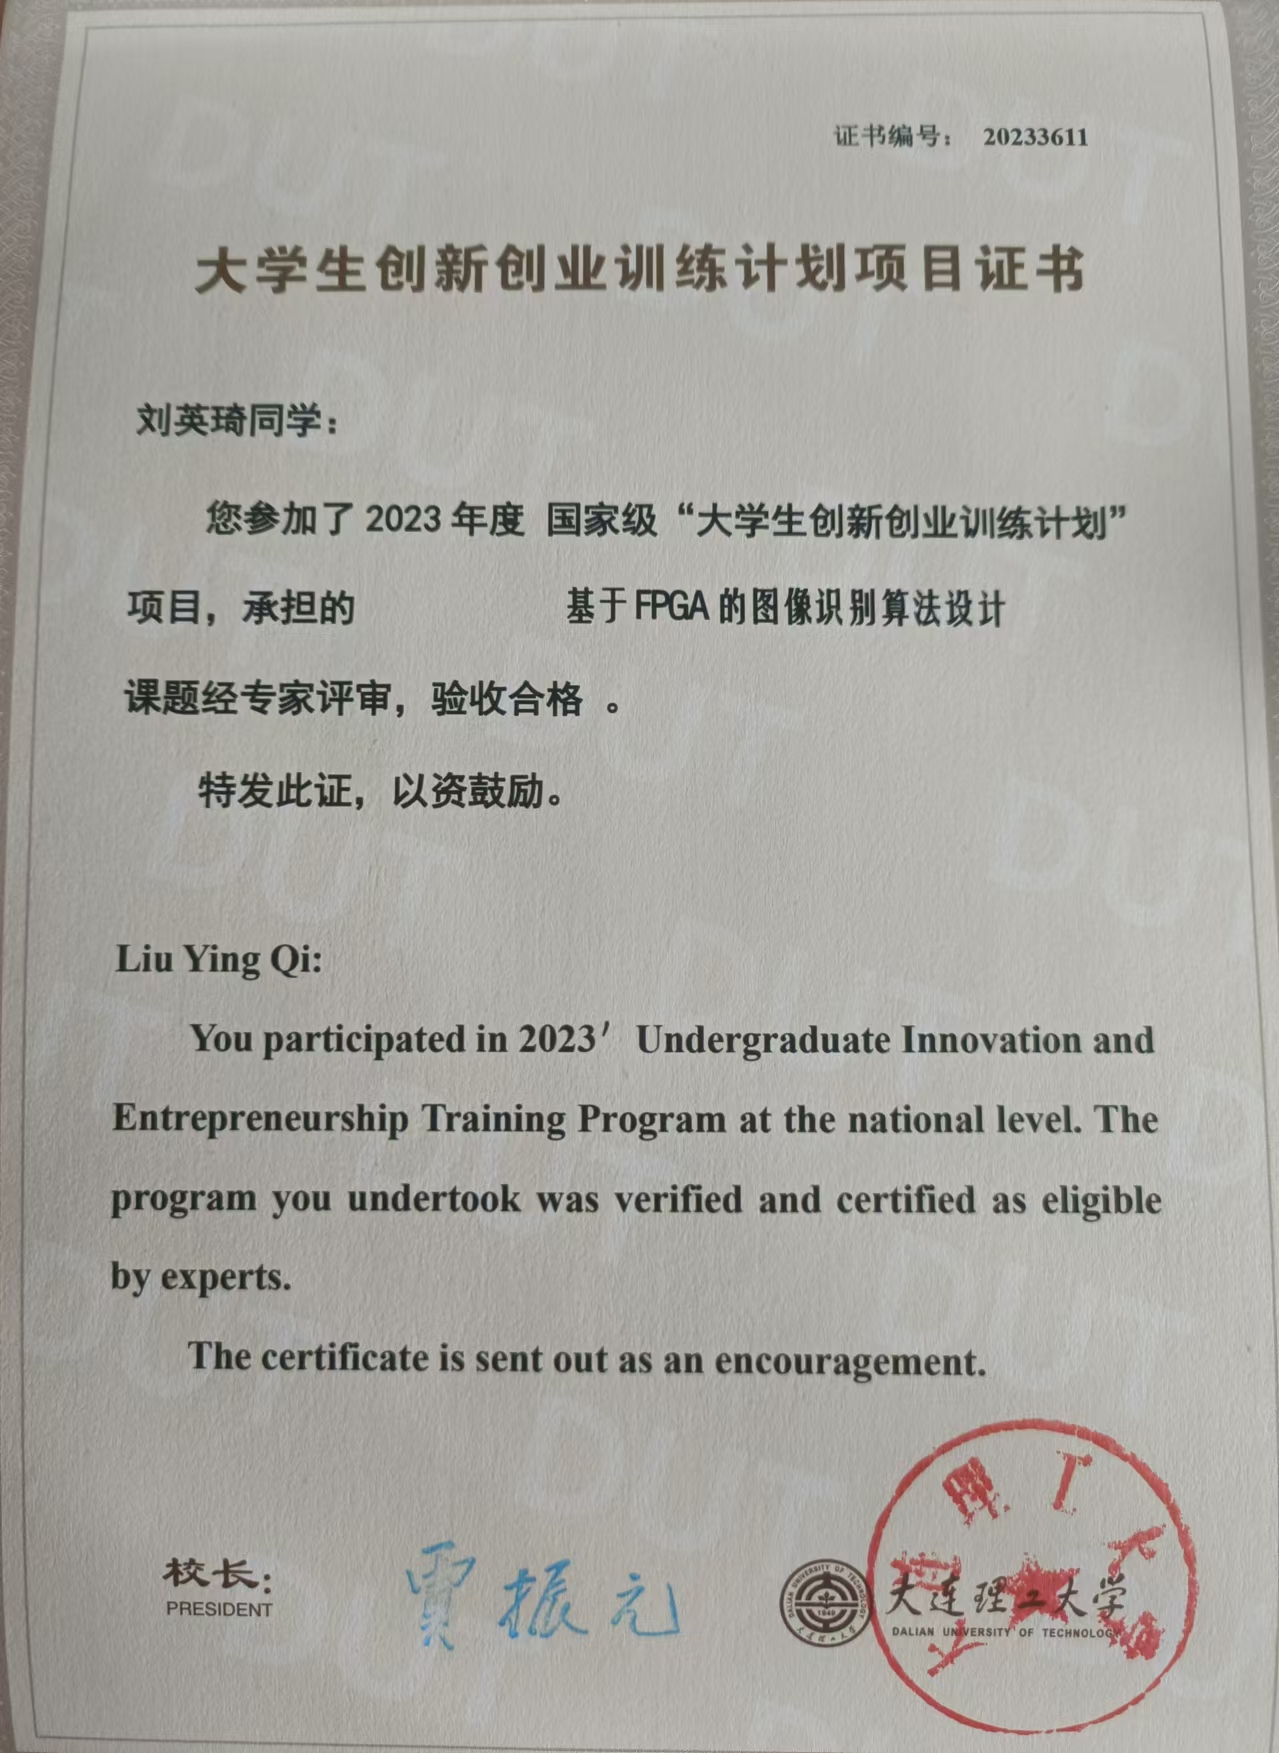 证书编号： 20233611
大学生创新创业训练计划项目证书
刘英琦同学：
您参加了 2023 年度 国家级“大学生创新创业训练计划”
项目，承担的 基于FPGA的图像识别算法设计
课题经专家评审，验收合格 。
特发此证，以资鼓励。
Liu Ying Qi:
You participated in 2023′ Undergraduate Innovation and
Entrepreneurship Training Program at the national level. The
program you undertook was verified and certified as eligible
by experts.
The certificate is sent out as an encouragement.
校长:
PRESIDENT
賈振元
大连理工大学
DALIAN UNIVERSITY OF TECHNOLOGY
大连理工大学